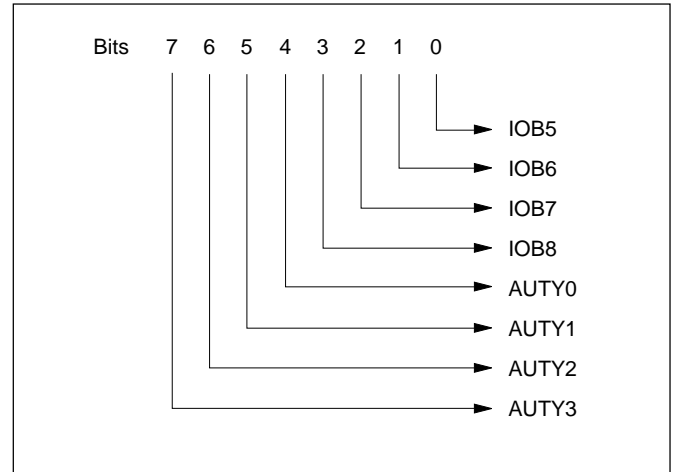 Bits 7 6 5 4 3 2 1 0
IOB5
IOB6
IOB7
IOB8
AUTY0
AUTY1
AUTY2
AUTY3